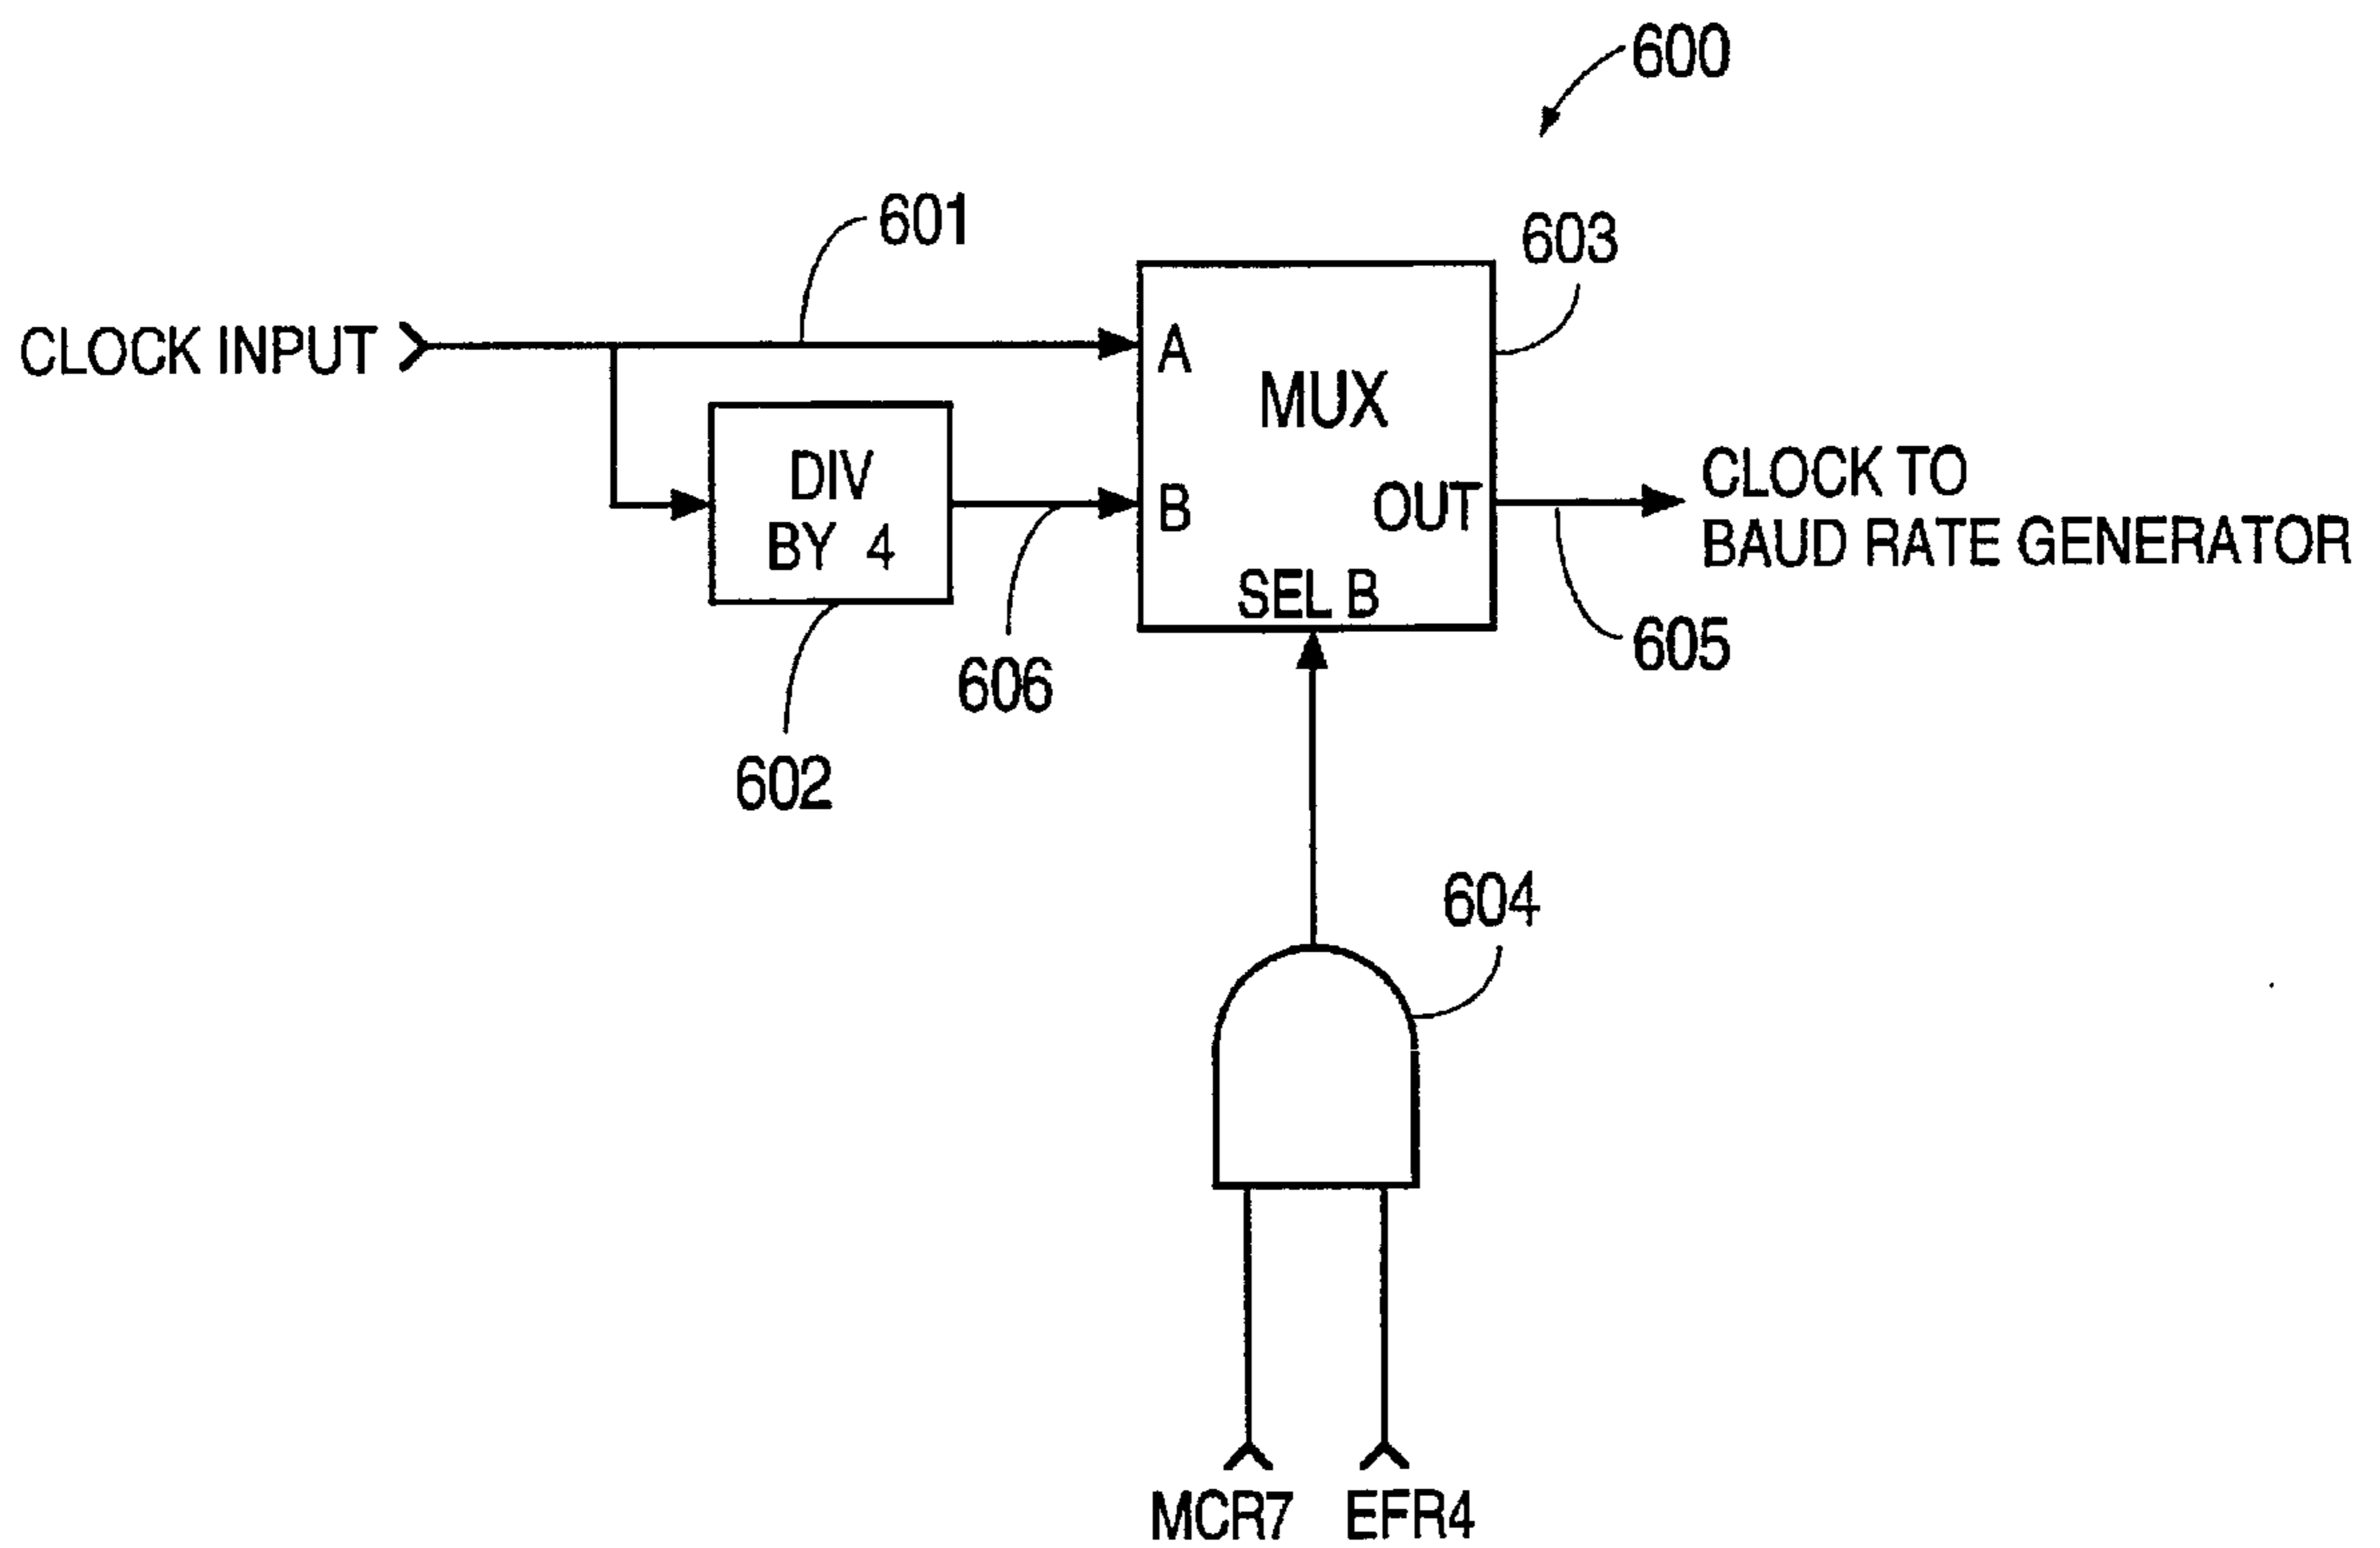 600
601
603
CLOCK INPUT
A
MUX
DIV
BY 4
B
OUT
CLOCK TO
BAUD RATE GENERATOR
SEL B
605
606
602
604
MCR7 EFR4